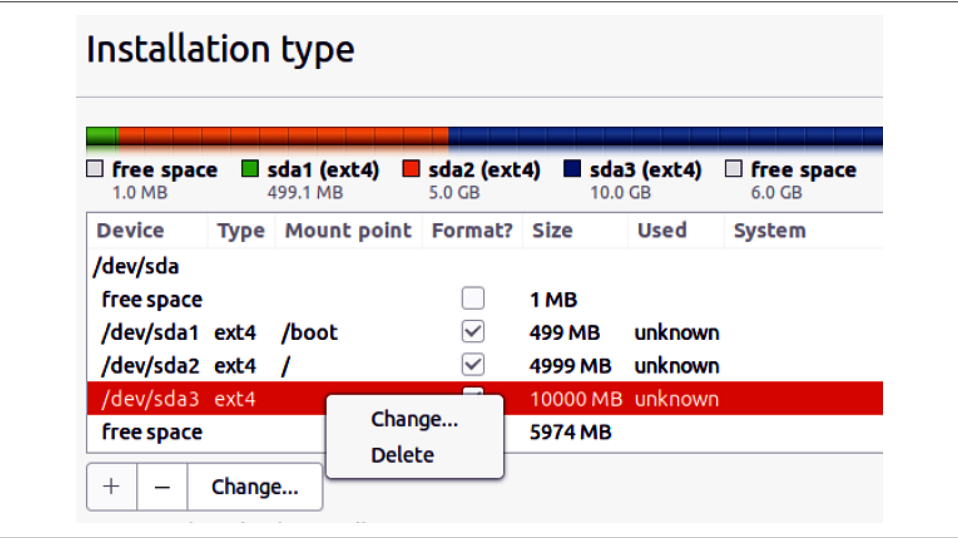 Installation type
free space sda1 (ext4) sda2 (ext4) sda3 (ext4) free space
1.0 MB 499.1 MB 5.0 GB 10.0 GB 6.0 GB
Device Type Mount point Format? Size Used System
/dev/sda
free space 1 MB
/dev/sda1 ext4 /boot 499 MB unknown
/dev/sda2 ext4 / 4999 MB unknown
/dev/sda3 ext4 10000 MB unknown
Change...
free space 5974 MB
Delete
+ – Change...